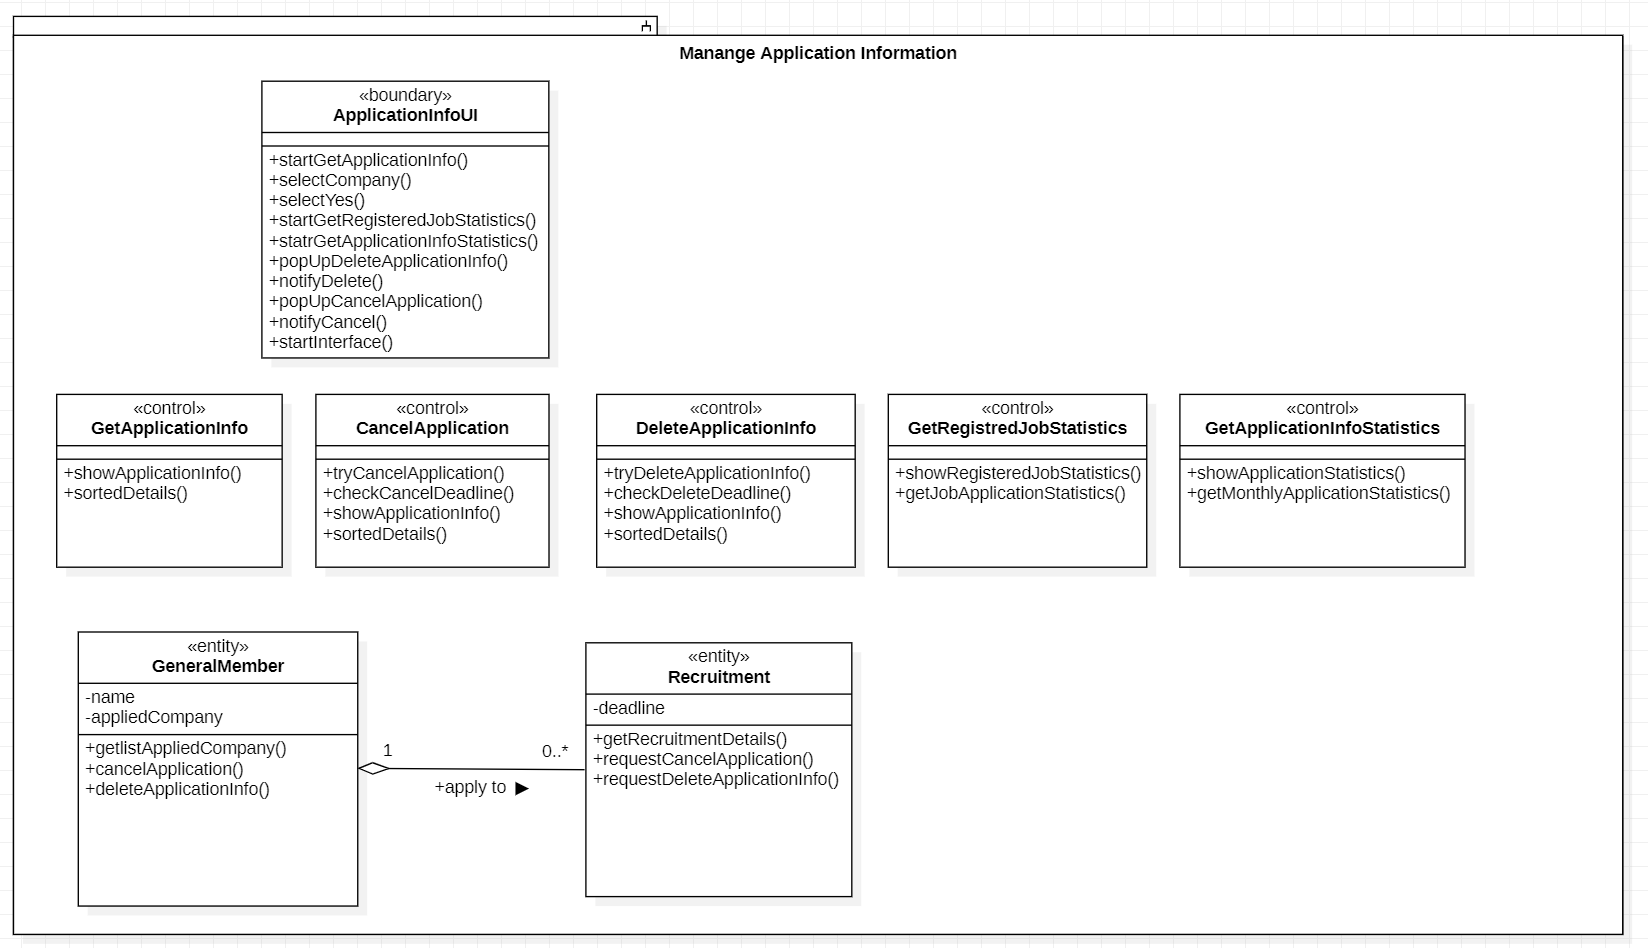 Manange Application Information
«boundary»
ApplicationInfoUI
+startGetApplicationInfo()
+selectCompany()
+selectYes()
+startGetRegisteredJobStatistics()
+statrGetApplicationInfoStatistics()
+popUpDeleteApplicationInfo()
+notifyDelete()
+popUpCancelApplication()
+notifyCancel()
+startInterface()
«control»
GetApplicationInfo
+showApplicationInfo()
+sortedDetails()
«control»
CancelApplication
+tryCancelApplication()
+checkCancelDeadline()
+showApplicationInfo()
+sortedDetails()
«control»
DeleteApplicationInfo
+tryDeleteApplicationInfo()
+checkDeleteDeadline()
+showApplicationInfo()
+sortedDetails()
«control»
GetRegistredJobStatistics
+showRegisteredJobStatistics()
+getJobApplicationStatistics()
«control»
GetApplicationInfoStatistics
+showApplicationStatistics()
+getMonthlyApplicationStatistics()
«entity»
GeneralMember
-name
-appliedCompany
+getlistAppliedCompany()
+cancelApplication()
+deleteApplicationInfo()
1
0..*
+apply to ►
«entity»
Recruitment
-deadline
+getRecruitmentDetails()
+requestCancelApplication()
+requestDeleteApplicationInfo()